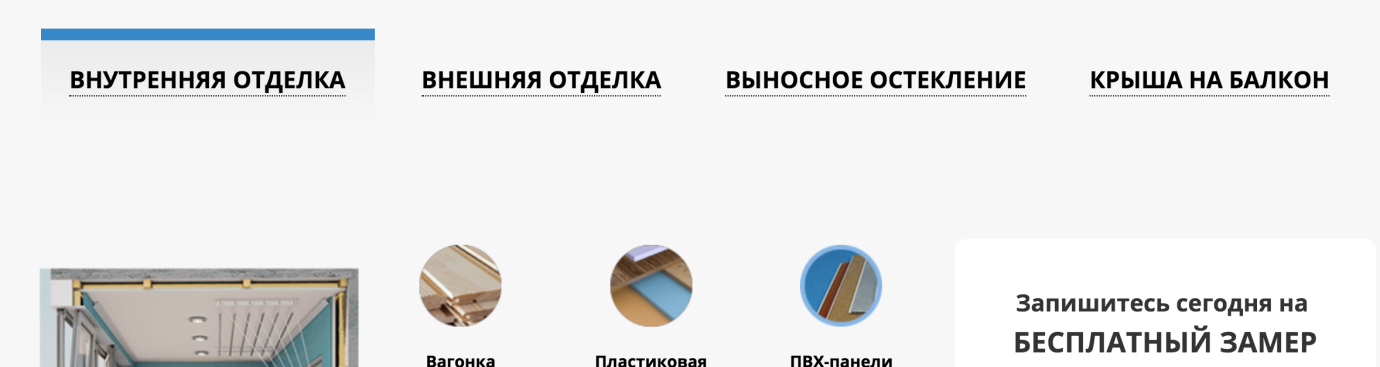 ВНУТРЕННЯЯ ОТДЕЛКА ВНЕШНЯЯ ОТДЕЛКА ВЫНОСНОЕ ОСТЕКЛЕНИЕ КРЫША НА БАЛКОН
Запишитесь сегодня на
БЕСПЛАТНЫЙ ЗАМЕР
Вагонка Пластиковая ПВХ-панели